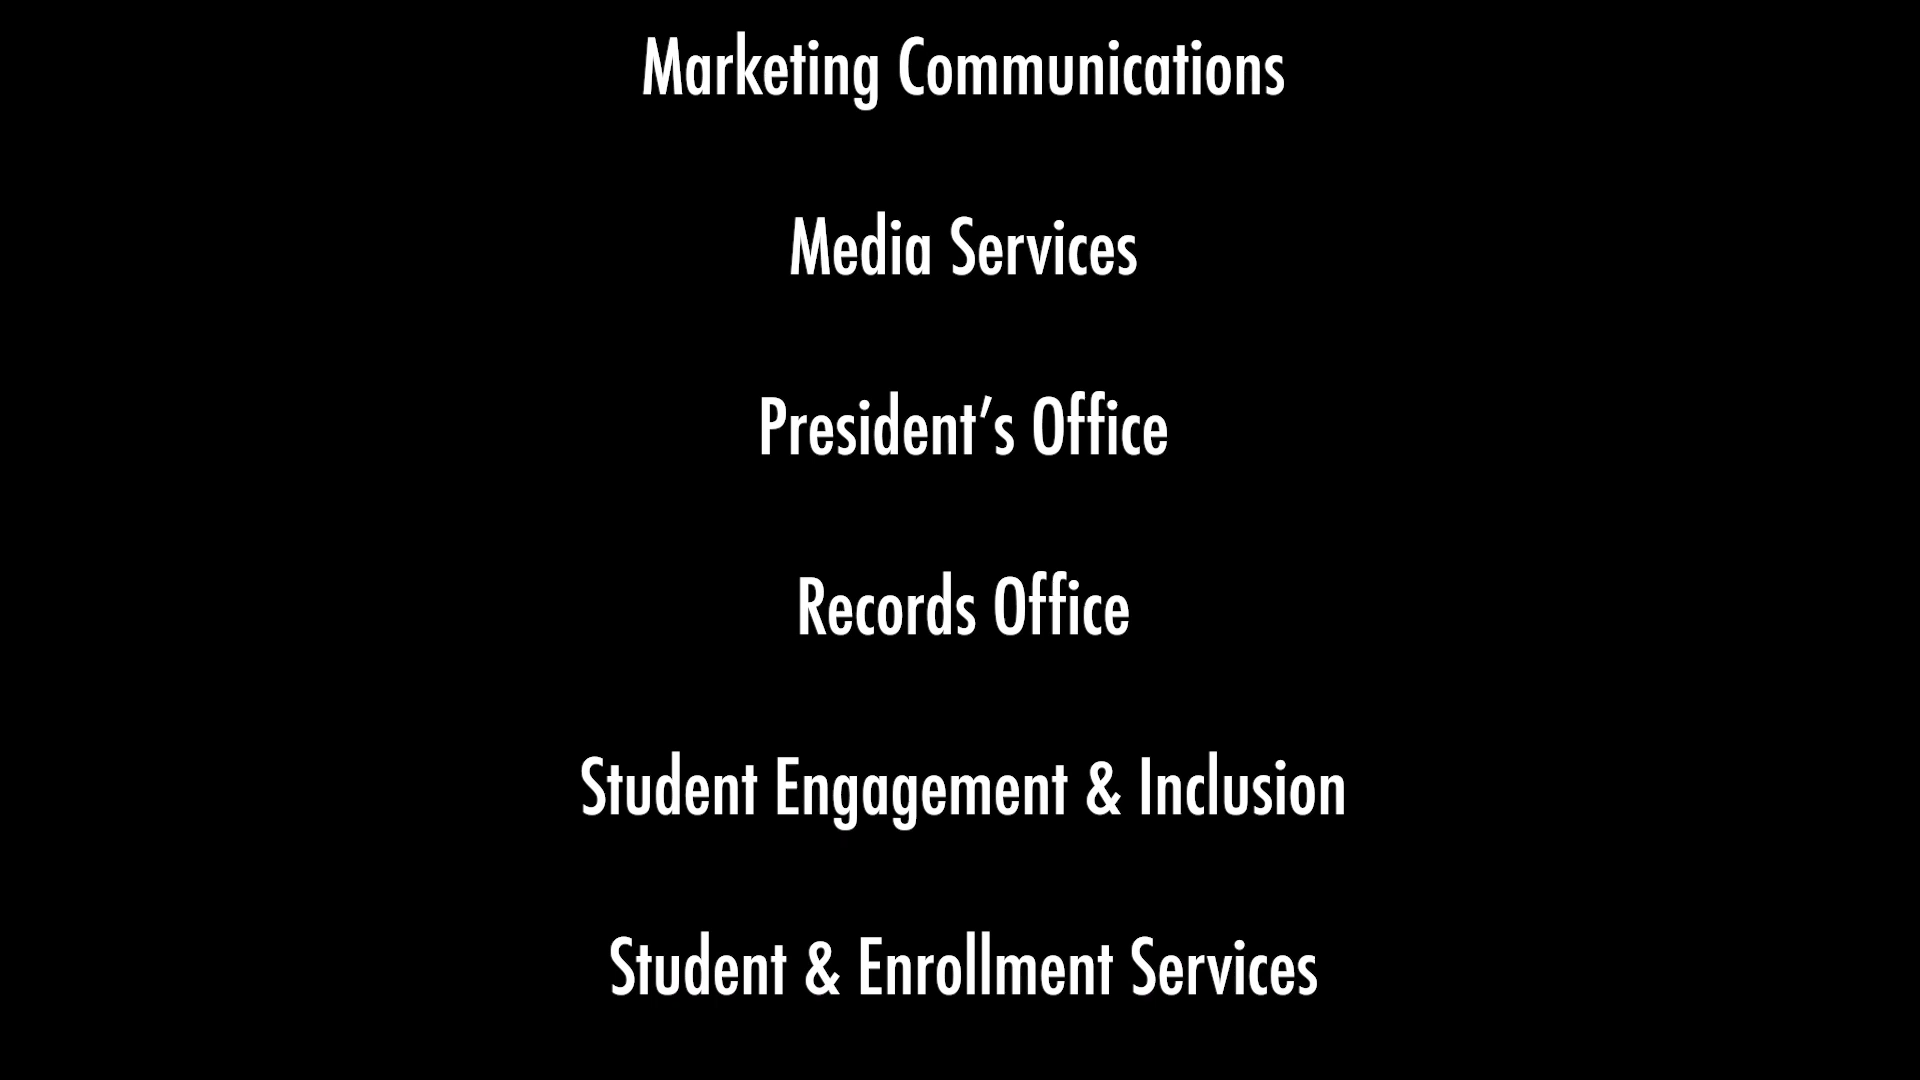 Marketing Communications
Media Services
President’s Office
Records Office
Student Engagement & Inclusion
Student & Enrollment Services